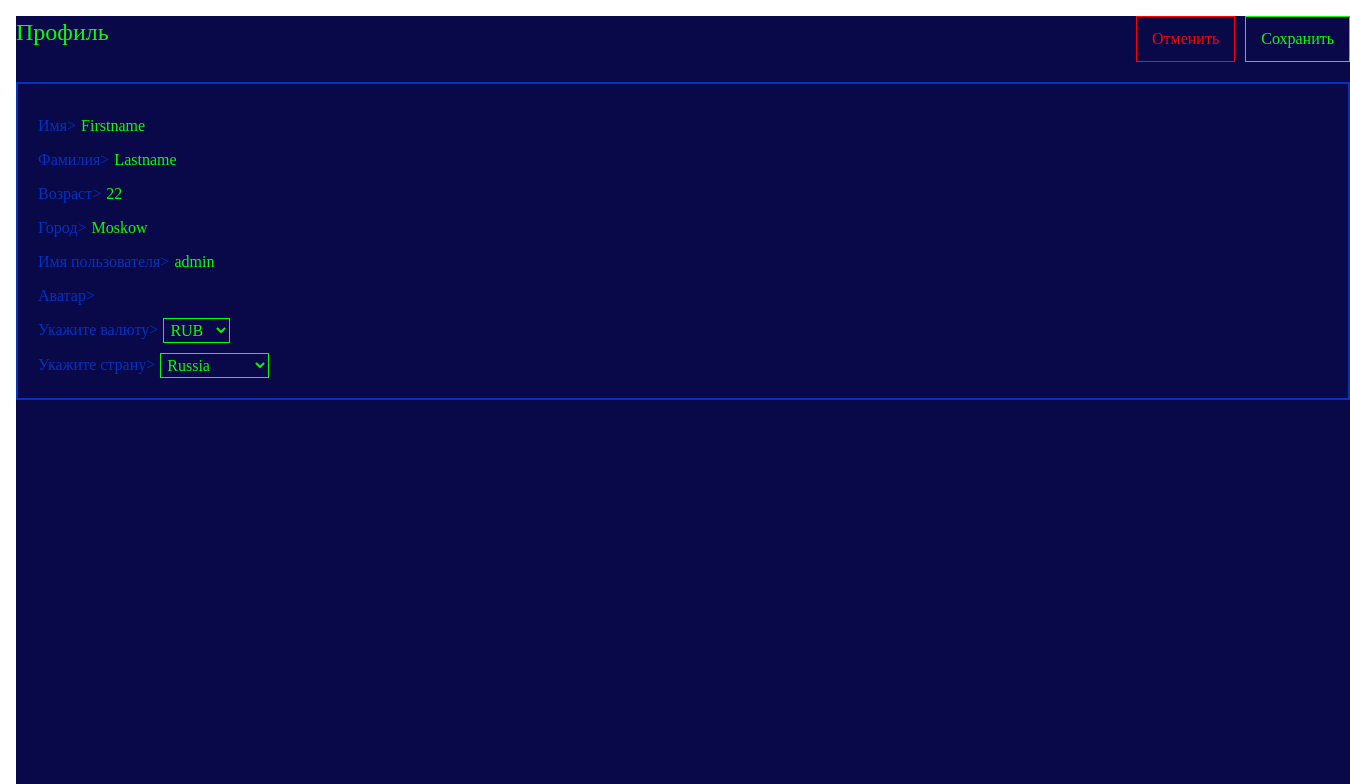 Профиль
Отменить
Сохранить
Имя> Firstname
Фамилия> Lastname
Возраст> 22
Город> Moskow
Имя пользователя> admin
Аватар>
Укажите валюту> RUB
Укажите страну> Russia